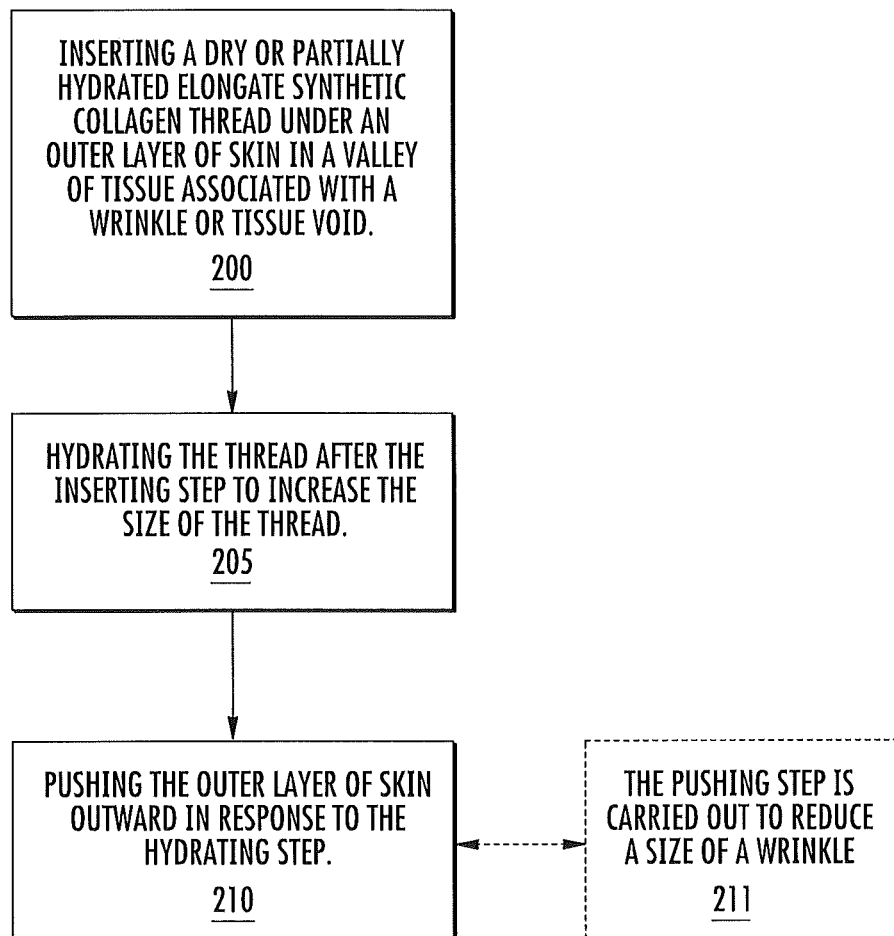 INSERTING A DRY OR PARTIALLY
HYDRATED ELONGATE SYNTHETIC
COLLAGEN THREAD UNDER AN
OUTER LAYER OF SKIN IN A VALLEY
OF TISSUE ASSOCIATED WITH A
WRINKLE OR TISSUE VOID.
200
HYDRATING THE THREAD AFTER THE
INSERTING STEP TO INCREASE THE
SIZE OF THE THREAD.
205
PUSHING THE OUTER LAYER OF SKIN
OUTWARD IN RESPONSE TO THE
HYDRATING STEP.
210
THE PUSHING STEP IS
CARRIED OUT TO REDUCE
A SIZE OF A WRINKLE
211